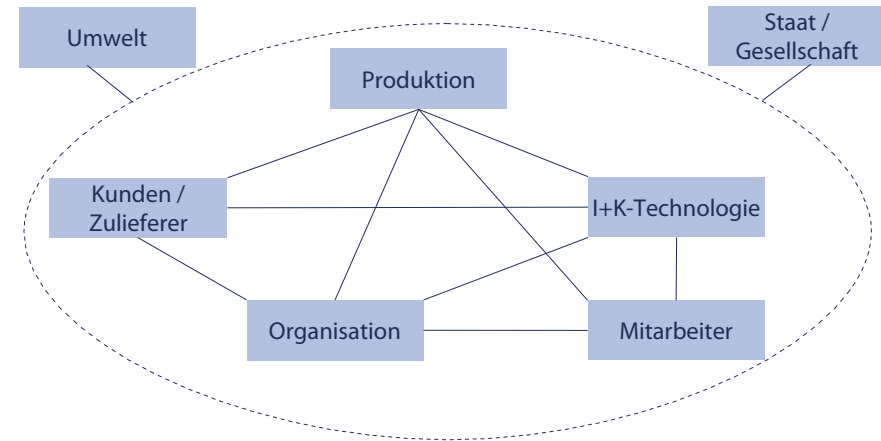 Umwelt
Staat /
Gesellschaft
Produktion
Kunden /
Zulieferer
I+K-Technologie
Organisation
Mitarbeiter